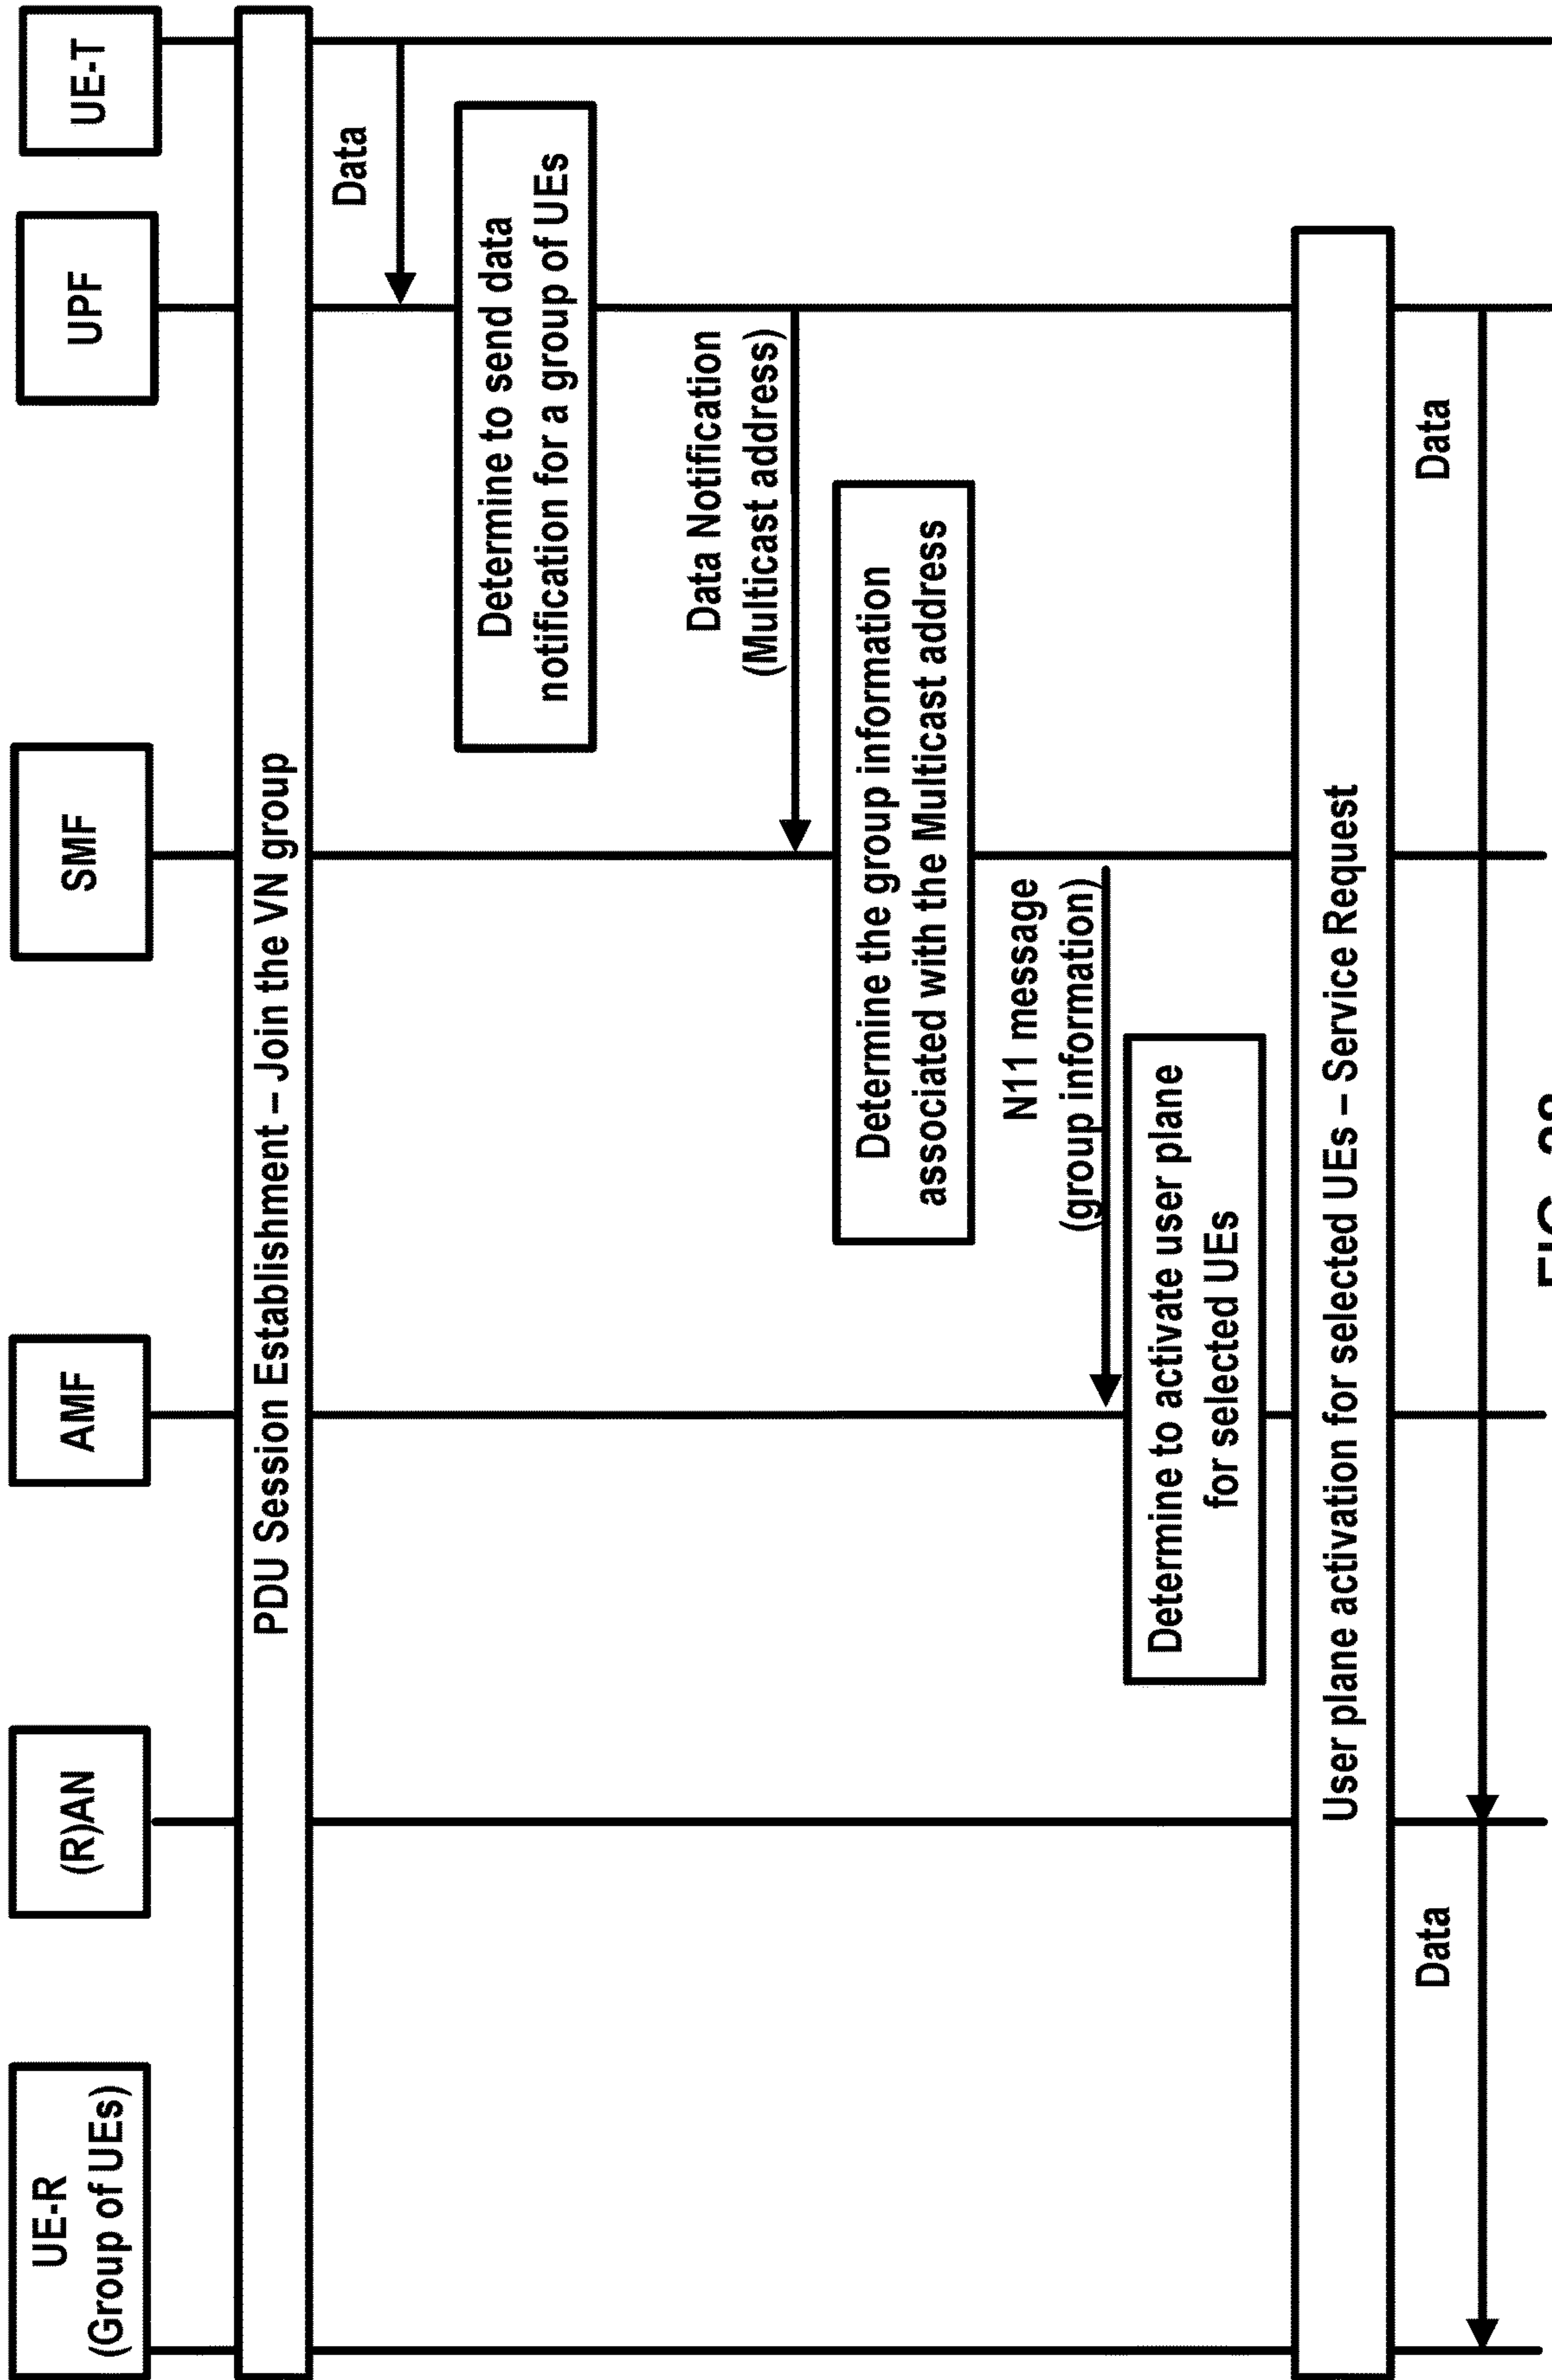 UE-R
(Group of UEs)
(R)AN
AMF
SMF
UPF
UE-T
PDU Session Establishment – Join the VN group
Data
Determine to send data
notification for a group of UEs
Data Notification
(Multicast address)
Determine the group information
associated with the Multicast address
N11 message
(group information)
Determine to activate user plane
for selected UEs
User plane activation for selected UEs – Service Request
Data
Data
FIG.